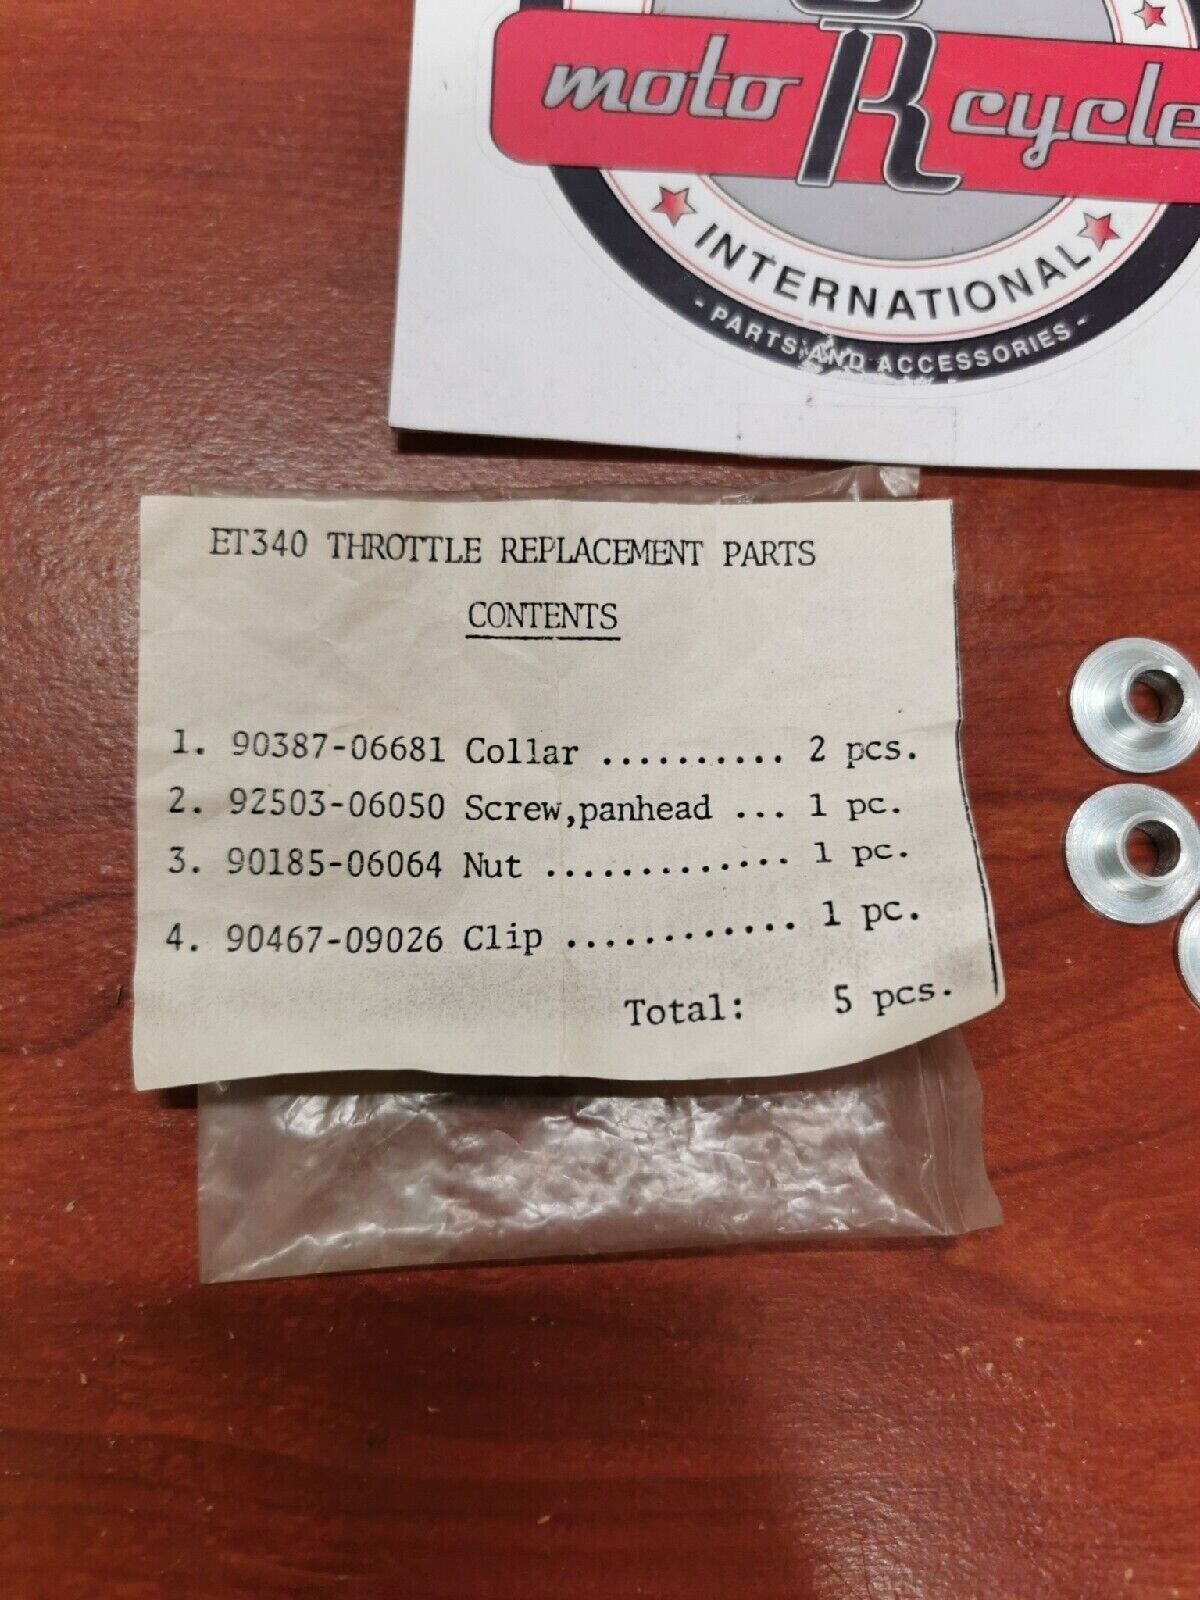 moto R cycle
INTERNATIONAL
- PARTS AND ACCESSORIES -
ET340 THROTTLE REPLACEMENT PARTS
CONTENTS
1. 90387-06681 Collar .......... 2 pcs.
2. 92503-06050 Screw,panhead ... 1 pc.
3. 90185-06064 Nut ............. 1 pc.
4. 90467-09026 Clip ............ 1 pc.
Total: 5 pcs.